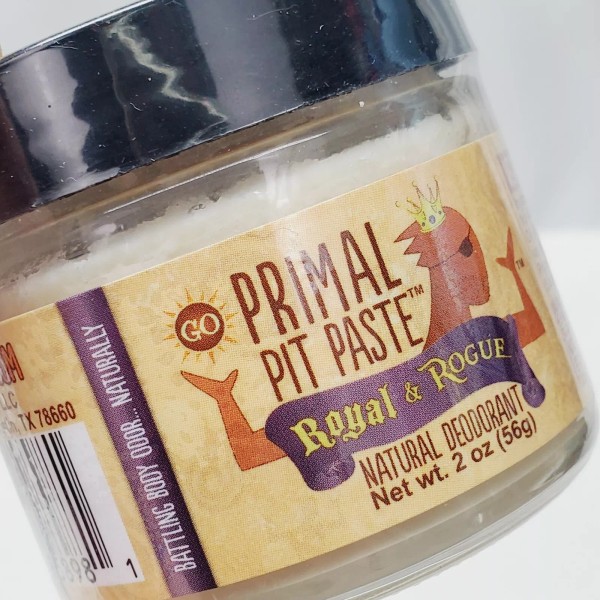 GO
PRIMAL
PIT PASTE™
Royal & Rogue
NATURAL DEODORANT
Net wt. 2 oz (56g)
BATTLING BODY ODOR... NATURALLY
TX 78660
1